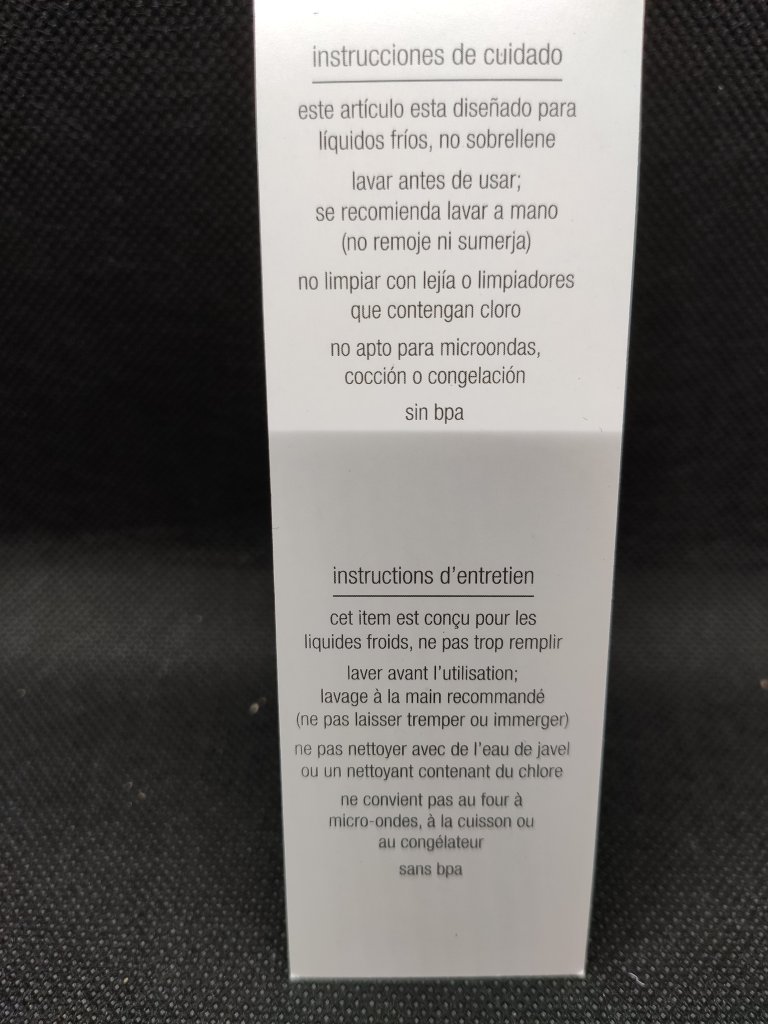 instrucciones de cuidado
este artículo esta diseñado para
líquidos fríos, no sobrellene
lavar antes de usar;
se recomienda lavar a mano
(no remoje ni sumerja)
no limpiar con lejía o limpiadores
que contengan cloro
no apto para microondas,
cocción o congelación
sin bpa
instructions d'entretien
cet item est conçu pour les
liquides froids, ne pas trop remplir
laver avant l'utilisation;
lavage à la main recommandé
(ne pas laisser tremper ou immerger)
ne pas nettoyer avec de l'eau de javel
ou un nettoyant contenant du chlore
ne convient pas au four à
micro-ondes, à la cuisson ou
au congélateur
sans bpa